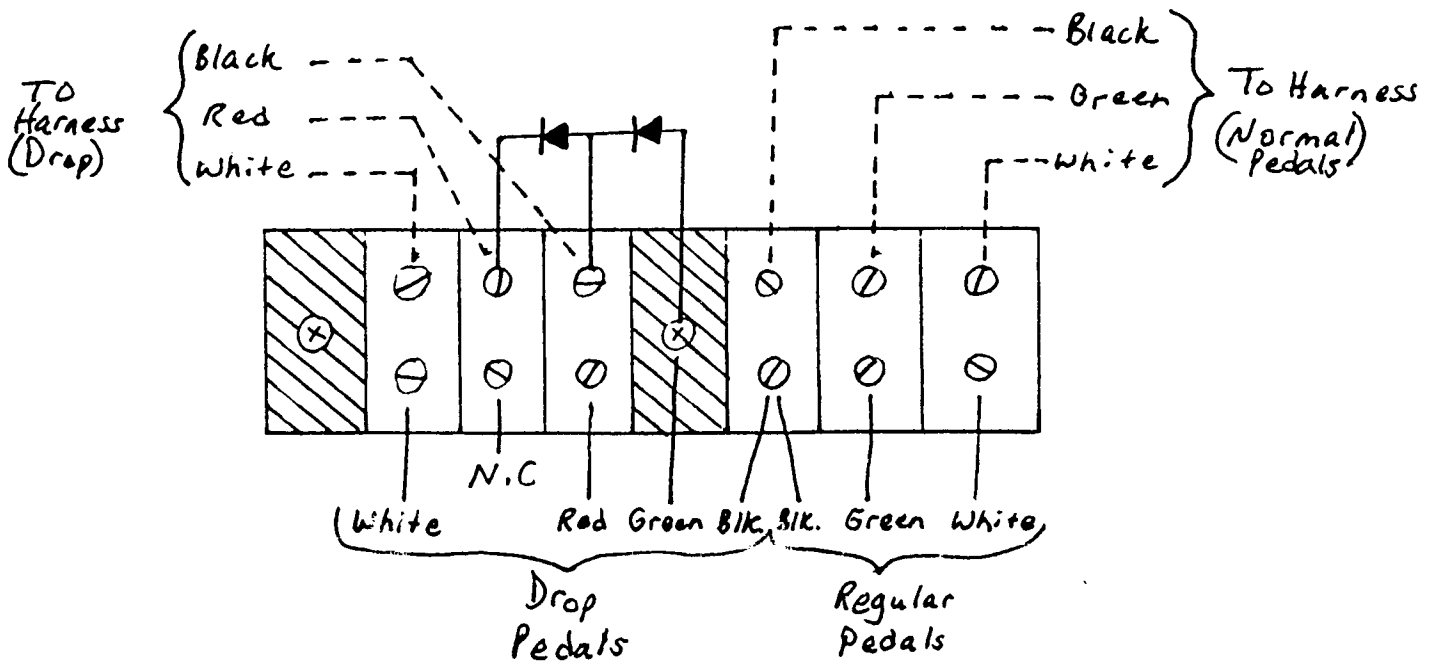 TO
Harness
(Drop)
Black
Red
White
Black
Green
White
To Harness
(Normal
Pedals)
N.C
White
Red Green Blk. Blk. Green White
Drop
Pedals
Regular
Pedals